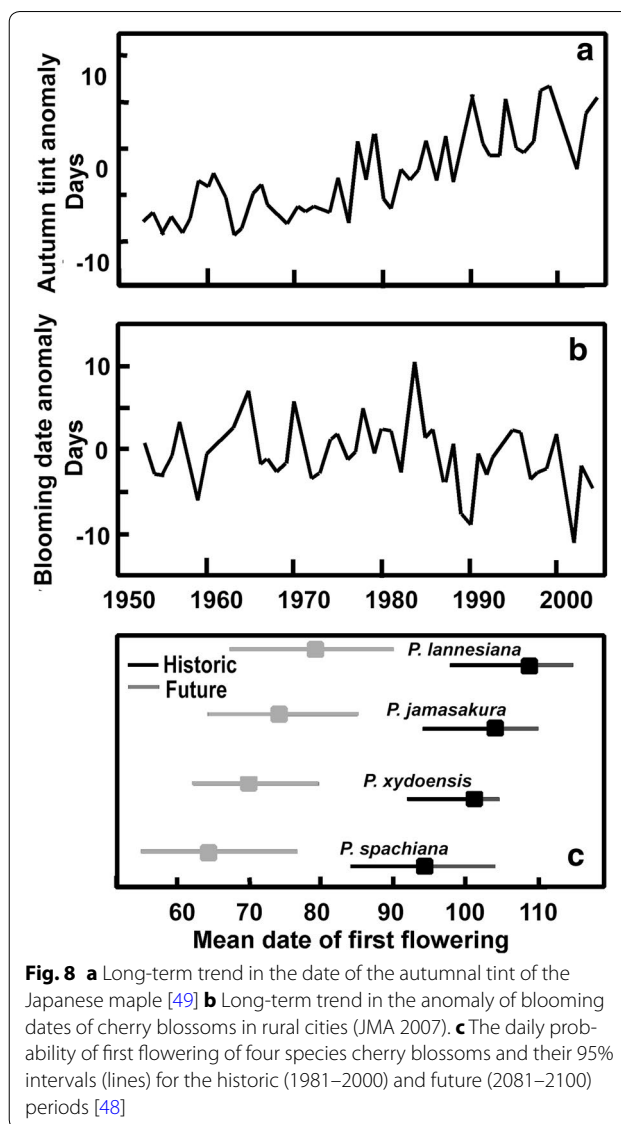 a
Autumn tint anomaly
Days
10
0
-10
b
Blooming date anomaly
Days
10
0
-10
1950 1960 1970 1980 1990 2000
Historic
Future
P. lannesiana
P. jamasakura
P. xydoensis
P. spachiana
c
60 70 80 90 100 110
Mean date of first flowering
Fig. 8 a Long-term trend in the date of the autumnal tint of the
Japanese maple [49] b Long-term trend in the anomaly of blooming
dates of cherry blossoms in rural cities (JMA 2007). c The daily prob-
ability of first flowering of four species cherry blossoms and their 95%
intervals (lines) for the historic (1981–2000) and future (2081–2100)
periods [48]